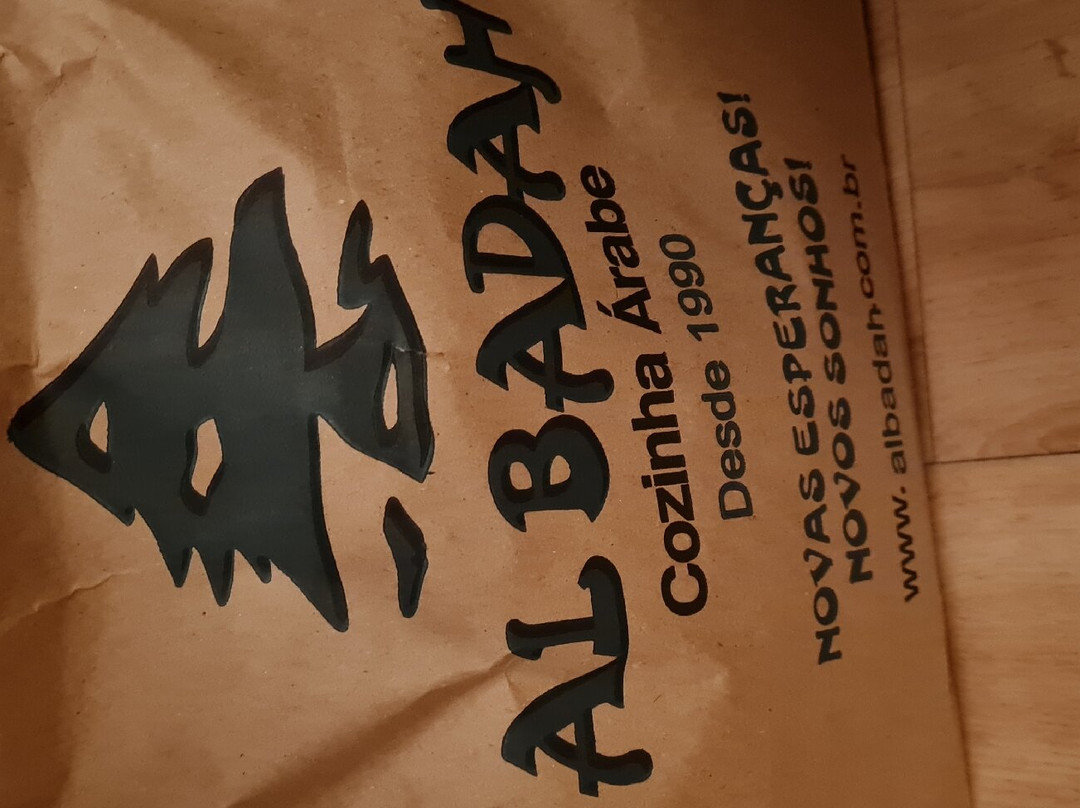 AL BADAH
Cozinha Árabe
Desde 1990
NOVAS ESPERANÇAS!
NOVOS SONHOS!
www.albadah.com.br